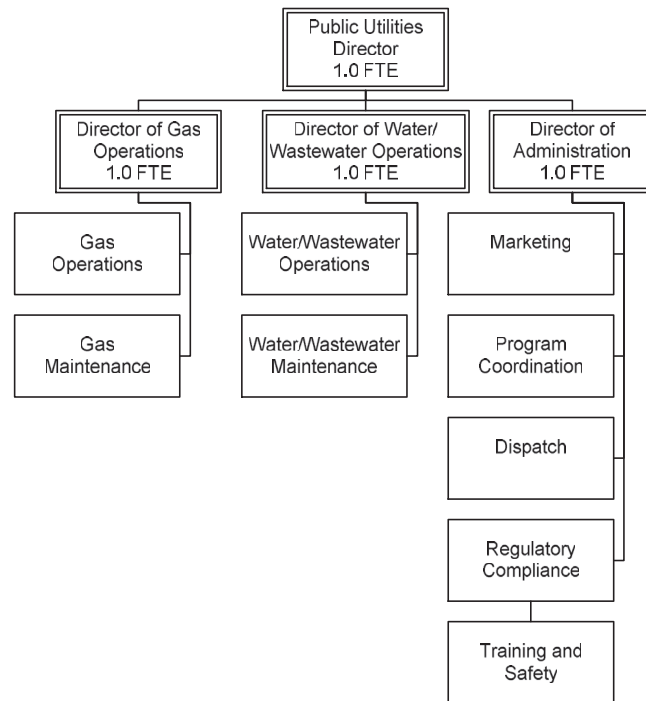 Public Utilities
Director
1.0 FTE
Director of Gas
Operations
1.0 FTE
Director of Water/
Wastewater Operations
1.0 FTE
Director of
Administration
1.0 FTE
Gas
Operations
Water/Wastewater
Operations
Marketing
Gas
Maintenance
Water/Wastewater
Maintenance
Program
Coordination
Dispatch
Regulatory
Compliance
Training and
Safety